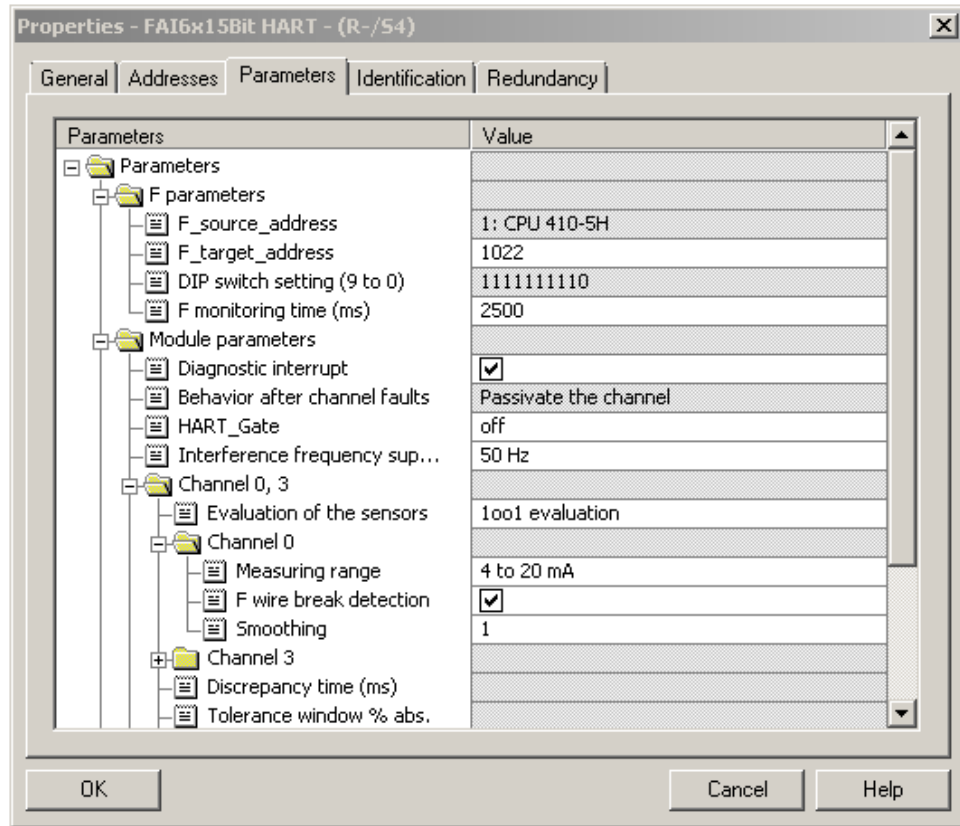 Properties - FAI6x15Bit HART - (R-/S4)
General Addresses Parameters Identification Redundancy
Parameters Value
Parameters
F parameters
F_source_address 1: CPU 410-5H
F_target_address 1022
DIP switch setting (9 to 0) 1111111110
F monitoring time (ms) 2500
Module parameters
Diagnostic interrupt
Behavior after channel faults Passivate the channel
HART_Gate off
Interference frequency sup... 50 Hz
Channel 0, 3
Evaluation of the sensors 1oo1 evaluation
Channel 0
Measuring range 4 to 20 mA
F wire break detection
Smoothing 1
Channel 3
Discrepancy time (ms)
Tolerance window % abs.
OK Cancel Help